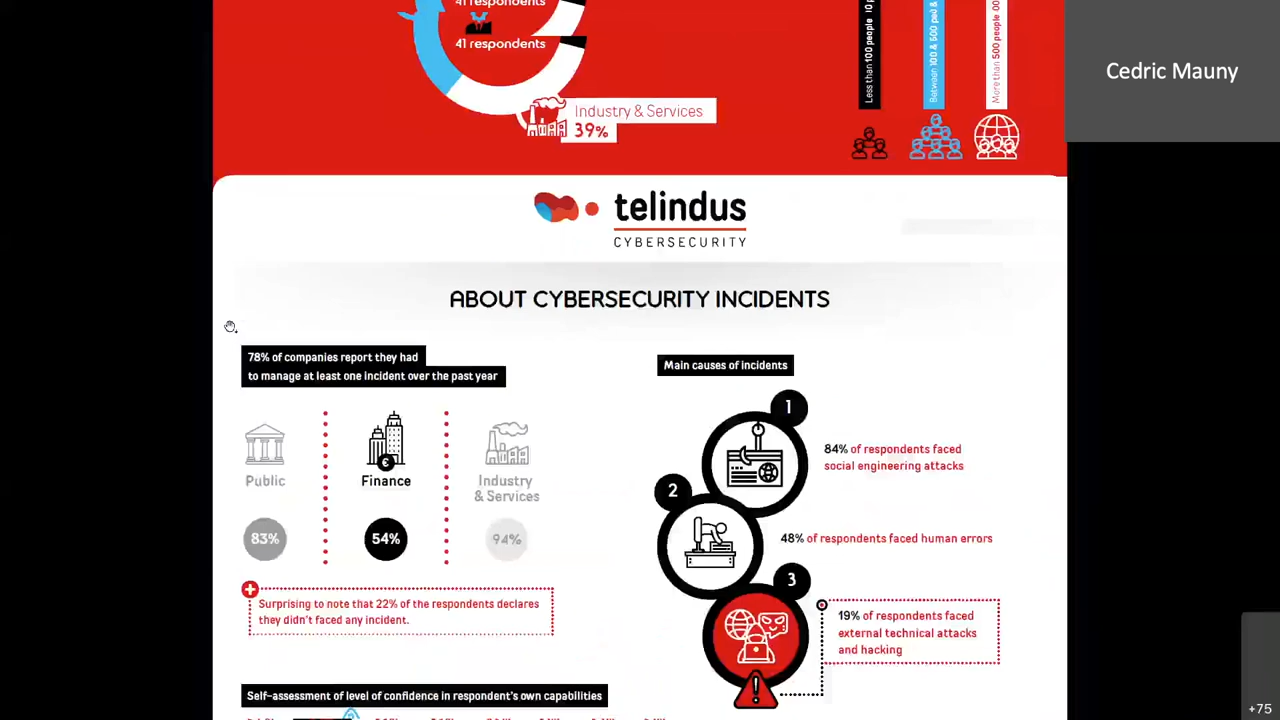 41 respondents
41 respondents
Industry & Services
39%
Less than 100 people
Between 100 & 500
More than 500 people
Cedric Mauny
telindus
CYBERSECURITY
ABOUT CYBERSECURITY INCIDENTS
78% of companies report they had
to manage at least one incident over the past year
Public
Finance
Industry
& Services
83%
54%
94%
Surprising to note that 22% of the respondents declares
they didn't faced any incident.
Main causes of incidents
1
84% of respondents faced
social engineering attacks
2
48% of respondents faced human errors
3
19% of respondents faced
external technical attacks
and hacking
Self-assessment of level of confidence in respondent's own capabilities
+75